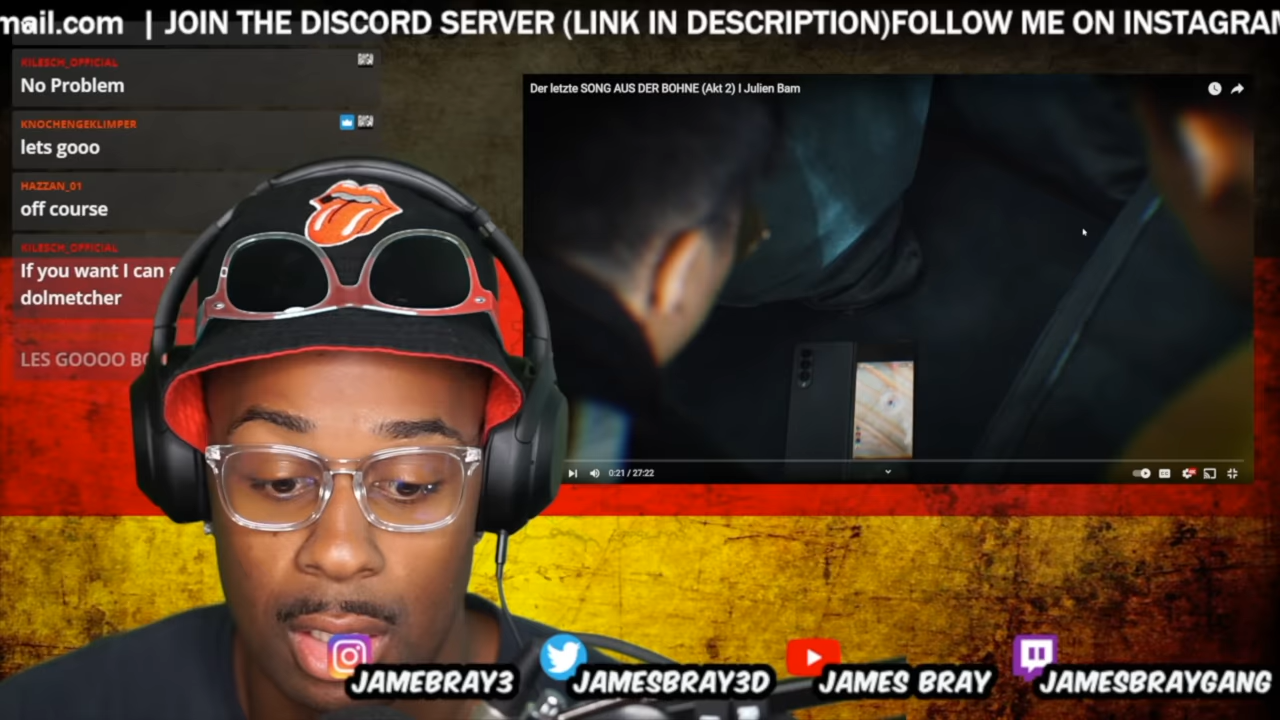 mail.com | JOIN THE DISCORD SERVER (LINK IN DESCRIPTION)FOLLOW ME ON INSTAGRAM
KILESCH_OFFICIAL
No Problem
KNOCHENGEKLIMPER
lets gooo
HAZZAN_01
off course
KILESCH_OFFICIAL
If you want I can
dolmetcher
LES GOOOO
Der letzte SONG AUS DER BOHNE (Akt 2) I Julien Bam
0:21 / 27:22
JAMEBRAY3
JAMESBRAY3D
JAMES BRAY
JAMESBRAYGANG